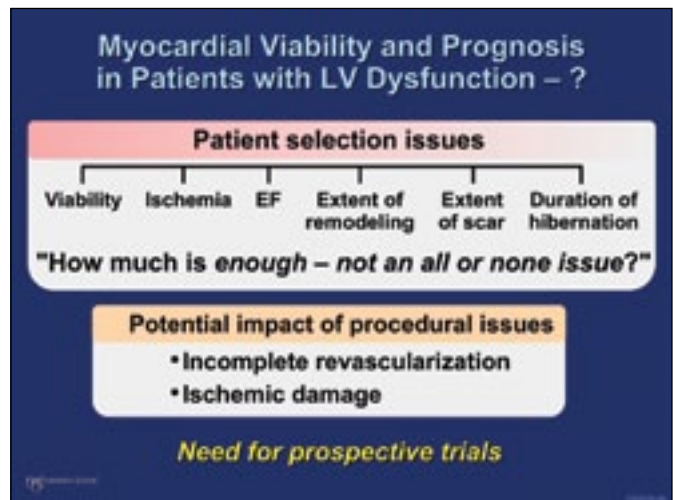 Myocardial Viability and Prognosis
in Patients with LV Dysfunction – ?
Patient selection issues
Viability Ischemia EF Extent of remodeling Extent of scar Duration of hibernation
"How much is enough – not an all or none issue?"
Potential impact of procedural issues
•Incomplete revascularization
•Ischemic damage
Need for prospective trials